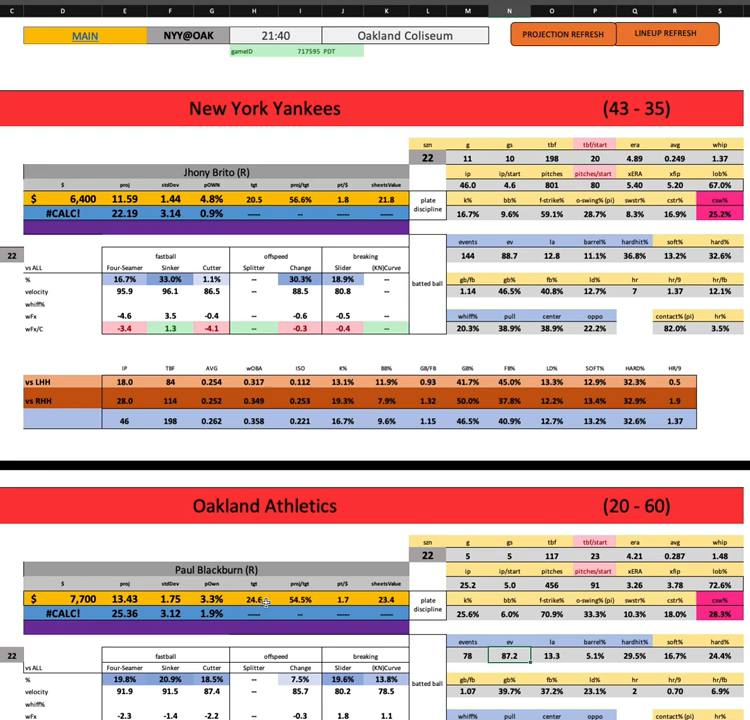 C D E F G H I J K L M N O P Q R S
MAIN NYY@OAK 21:40 Oakland Coliseum PROJECTION REFRESH LINEUP REFRESH
gameID 717595 PDT
New York Yankees (43 - 35)
szn g gs tbf tbf/start era avg whip
22 11 10 198 20 4.89 0.249 1.37
Jhony Brito (R) ip ip/start pitches pitches/start xERA xfip lob%
$ proj stdDev pOWN tgt proj/tgt pt/$ sheetsValue 46.0 4.6 801 80 5.40 5.20 67.0%
$ 6,400 11.59 1.44 4.8% 20.5 56.6% 1.8 21.8 plate discipline k% bb% f-strike% o-swing% (pi) swstr% cstr% csw%
#CALC! 22.19 3.14 0.9% ---- -- ---- ---- 16.7% 9.6% 59.1% 28.7% 8.3% 16.9% 25.2%
events ev la barrel% hardhit% soft% hard%
22 fastball offspeed breaking 144 88.7 12.8 11.1% 36.8% 13.2% 32.6%
vs ALL Four-Seamer Sinker Cutter Splitter Change Slider (KN)Curve
% 16.7% 33.0% 1.1% -- 30.3% 18.9% -- batted ball gb/fb gb% fb% ld% hr hr/9 hr/fb
velocity 95.9 96.1 86.5 -- 88.5 80.8 -- 1.14 46.5% 40.8% 12.7% 7 1.37 12.1%
whiff%
wFx -4.6 3.5 -0.4 -- -0.6 -0.5 -- whiff% pull center oppo contact% (pi) hr%
wFx/C -3.4 1.3 -4.1 -- -0.3 -0.4 -- 20.3% 38.9% 38.9% 22.2% 82.0% 3.5%
IP TBF AVG wOBA ISO K% BB% GB/FB GB% FB% LD% SOFT% HARD% HR/9
vs LHH 18.0 84 0.254 0.317 0.112 13.1% 11.9% 0.93 41.7% 45.0% 13.3% 12.9% 32.3% 0.5
vs RHH 28.0 114 0.252 0.349 0.253 19.3% 7.9% 1.32 50.0% 37.8% 12.2% 13.4% 32.9% 1.9
46 198 0.262 0.358 0.221 16.7% 9.6% 1.15 46.5% 40.9% 12.7% 13.2% 32.6% 1.37
Oakland Athletics (20 - 60)
szn g gs tbf tbf/start era avg whip
22 5 5 117 23 4.21 0.287 1.48
Paul Blackburn (R) ip ip/start pitches pitches/start xERA xfip lob%
$ proj stdDev pOwn tgt proj/tgt pt/$ sheetsValue 25.2 5.0 456 91 3.26 3.78 72.6%
$ 7,700 13.43 1.75 3.3% 24.6 54.5% 1.7 23.4 plate discipline k% bb% f-strike% o-swing% (pi) swstr% cstr% csw%
#CALC! 25.36 3.12 1.9% ---- -- -- ---- 25.6% 6.0% 70.9% 33.3% 10.3% 18.0% 28.3%
events ev la barrel% hardhit% soft% hard%
22 fastball offspeed breaking 78 87.2 13.3 5.1% 29.5% 16.7% 24.4%
vs ALL Four-Seamer Sinker Cutter Splitter Change Slider (KN)Curve
% 19.8% 20.9% 18.5% 7.5% 19.6% 13.8% batted ball gb/fb gb% fb% ld% hr hr/9 hr/fb
velocity 91.9 91.5 87.4 -- 85.7 80.2 78.5 1.07 39.7% 37.2% 23.1% 2 0.70 6.9%
whiff%
wFx -2.3 -1.4 -2.2 -- -0.3 1.8 1.1 whiff% pull center oppo contact% (pi) hr%